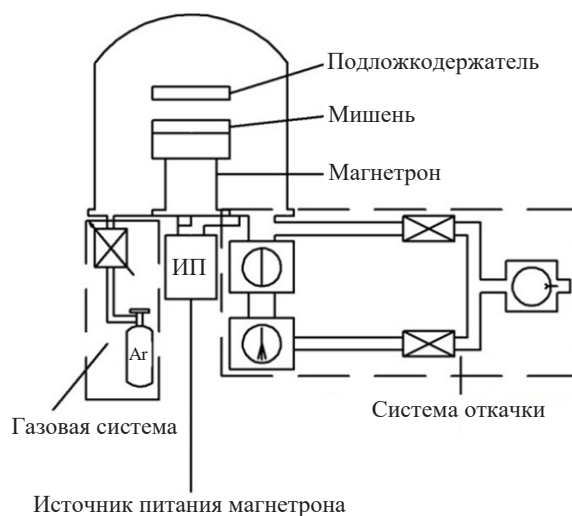 Подложкодержатель
Мишень
Магнетрон
ИП
Ar
Газовая система
Система откачки
Источник питания магнетрона